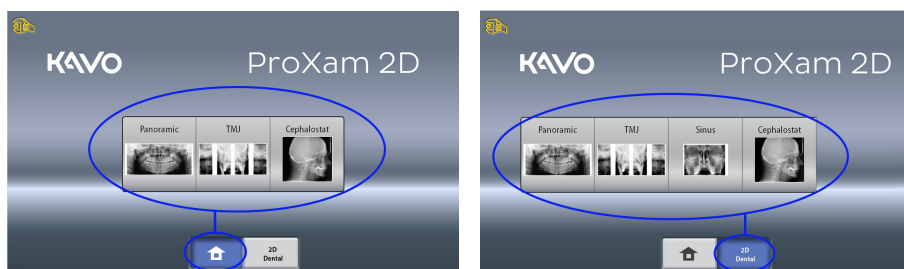 KAVO
ProXam 2D
Panoramic
TMJ
Cephalostat
2D
Dental
KAVO
ProXam 2D
Panoramic
TMJ
Sinus
Cephalostat
2D
Dental